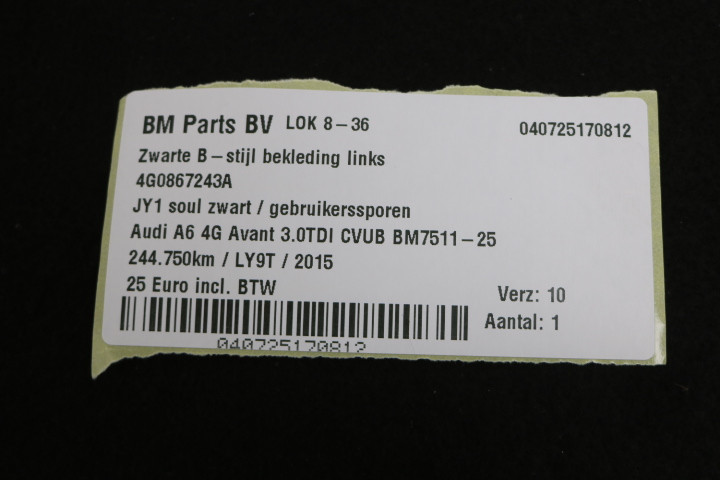 BM Parts BV LOK 8-36 040725170812
Zwarte B-stijl bekleding links
4G0867243A
JY1 soul zwart / gebruikerssporen
Audi A6 4G Avant 3.0TDI CVUB BM7511-25
244.750km / LY9T / 2015
25 Euro incl. BTW
Verz: 10
Aantal: 1
040725170812